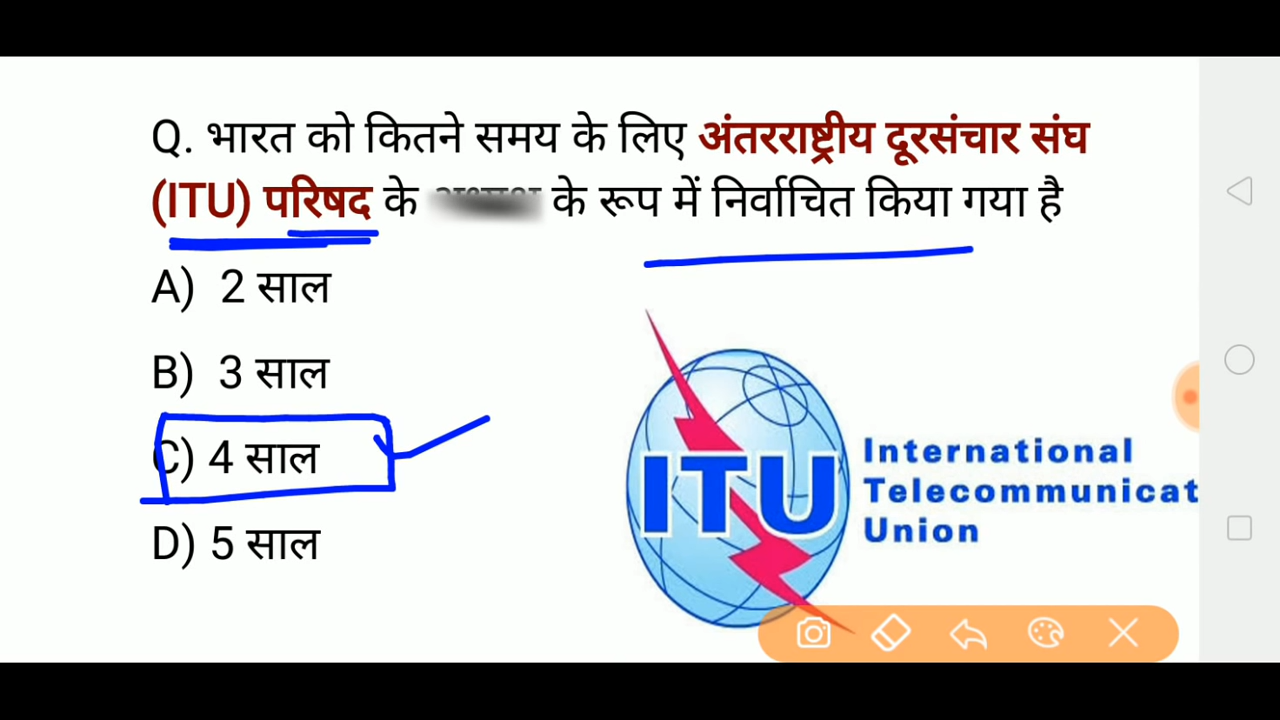 Q. भारत को कितने समय के लिए अंतरराष्ट्रीय दूरसंचार संघ
(ITU) परिषद के के रूप में निर्वाचित किया गया है
A) 2 साल
B) 3 साल
C) 4 साल
D) 5 साल
ITU
International
Telecommunicat
Union